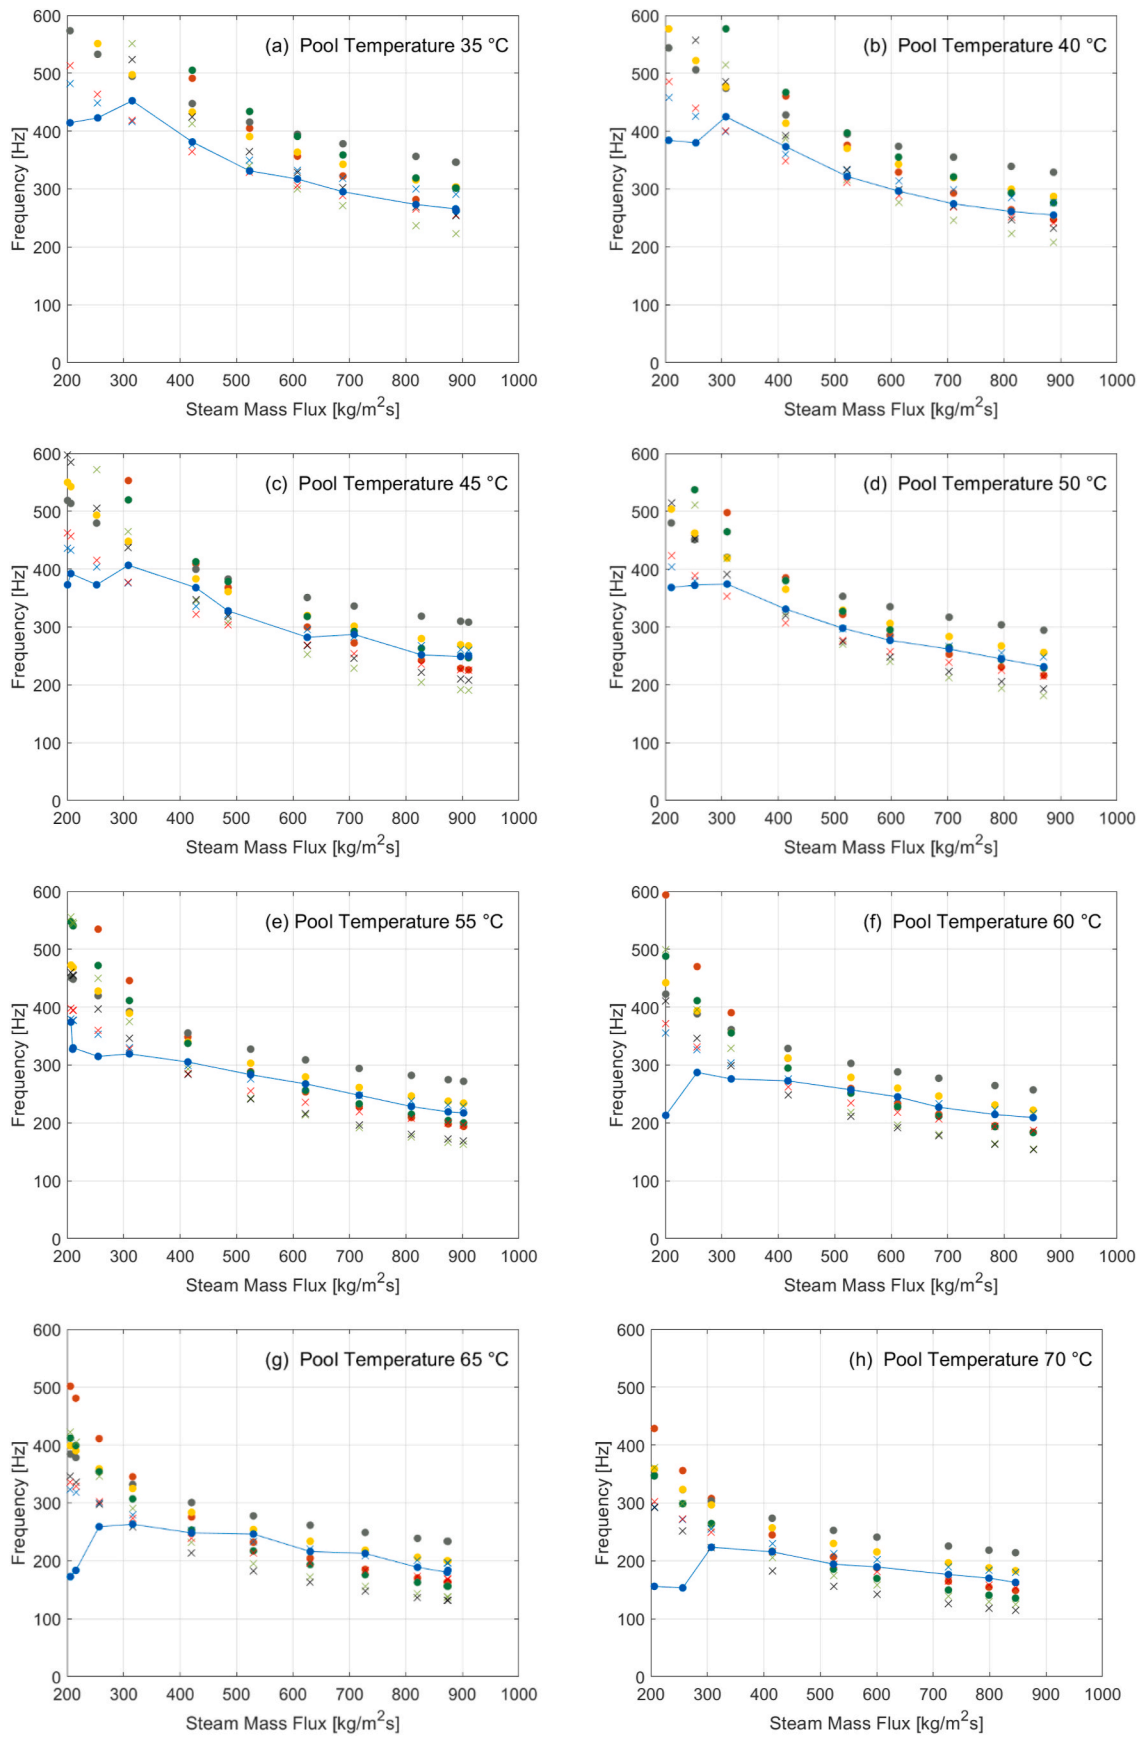 (a) Pool Temperature 35 °C
600
500
400
300
200
100
0
Frequency [Hz]
200 300 400 500 600 700 800 900 1000
Steam Mass Flux [kg/m²s]
(b) Pool Temperature 40 °C
600
500
400
300
200
100
0
Frequency [Hz]
200 300 400 500 600 700 800 900 1000
Steam Mass Flux [kg/m²s]
(c) Pool Temperature 45 °C
600
500
400
300
200
100
0
Frequency [Hz]
200 300 400 500 600 700 800 900 1000
Steam Mass Flux [kg/m²s]
(d) Pool Temperature 50 °C
600
500
400
300
200
100
0
Frequency [Hz]
200 300 400 500 600 700 800 900 1000
Steam Mass Flux [kg/m²s]
(e) Pool Temperature 55 °C
600
500
400
300
200
100
0
Frequency [Hz]
200 300 400 500 600 700 800 900 1000
Steam Mass Flux [kg/m²s]
(f) Pool Temperature 60 °C
600
500
400
300
200
100
0
Frequency [Hz]
200 300 400 500 600 700 800 900 1000
Steam Mass Flux [kg/m²s]
(g) Pool Temperature 65 °C
600
500
400
300
200
100
0
Frequency [Hz]
200 300 400 500 600 700 800 900 1000
Steam Mass Flux [kg/m²s]
(h) Pool Temperature 70 °C
600
500
400
300
200
100
0
Frequency [Hz]
200 300 400 500 600 700 800 900 1000
Steam Mass Flux [kg/m²s]